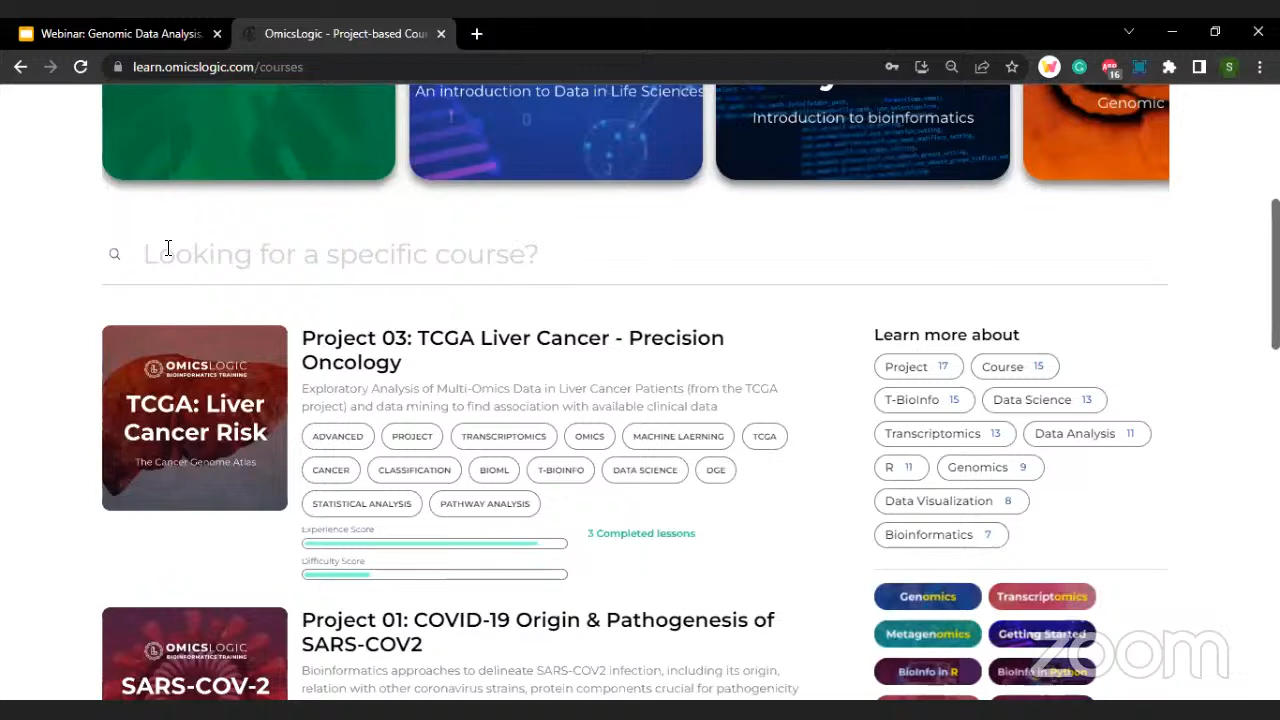 Webinar: Genomic Data Analysis.
OmicsLogic - Project-based Cou
learn.omicslogic.com/courses
16
S
An introduction to Data in Life Sciences
Introduction to bioinformatics
Genomic
Looking for a specific course?
OMICSLOGIC
BIOINFORMATICS TRAINING
TCGA: Liver
Cancer Risk
The Cancer Genome Atlas
Project 03: TCGA Liver Cancer - Precision
Oncology
Exploratory Analysis of Multi-Omics Data in Liver Cancer Patients (from the TCGA
project) and data mining to find association with available clinical data
ADVANCED PROJECT TRANSCRIPTOMICS OMICS MACHINE LAERNING TCGA
CANCER CLASSIFICATION BIOML T-BIOINFO DATA SCIENCE DGE
STATISTICAL ANALYSIS PATHWAY ANALYSIS
Experience Score
3 Completed lessons
Difficulty Score
OMICSLOGIC
BIOINFORMATICS TRAINING
SARS-COV-2
Project 01: COVID-19 Origin & Pathogenesis of
SARS-COV2
Bioinformatics approaches to delineate SARS-COV2 infection, including its origin,
relation with other coronavirus strains, protein components crucial for pathogenicity
Learn more about
Project 17 Course 15
T-BioInfo 15 Data Science 13
Transcriptomics 13 Data Analysis 11
R 11 Genomics 9
Data Visualization 8
Bioinformatics 7
Genomics Transcriptomics
Metagenomics Getting Started
BioInfo in R BioInfo in Python
zoom